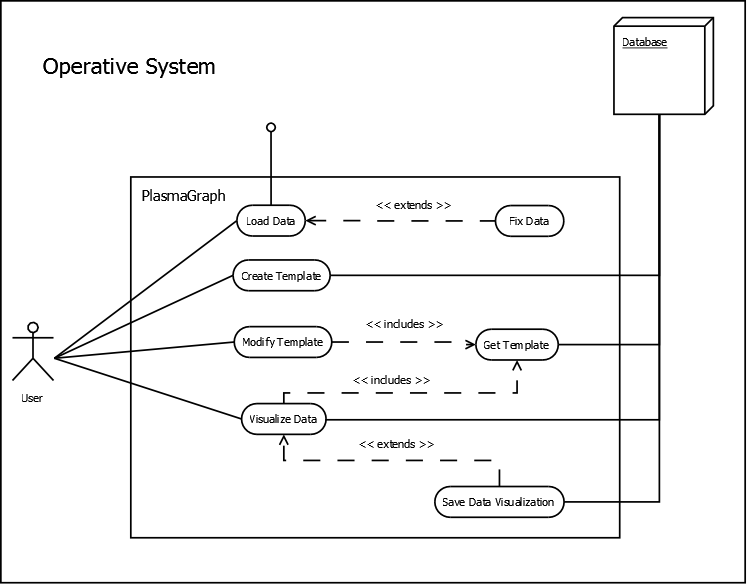 Database
Operative System
PlasmaGraph
<< extends >>
Load Data
Fix Data
Create Template
<< includes >>
Modify Template
Get Template
<< includes >>
User
Visualize Data
<< extends >>
Save Data Visualization